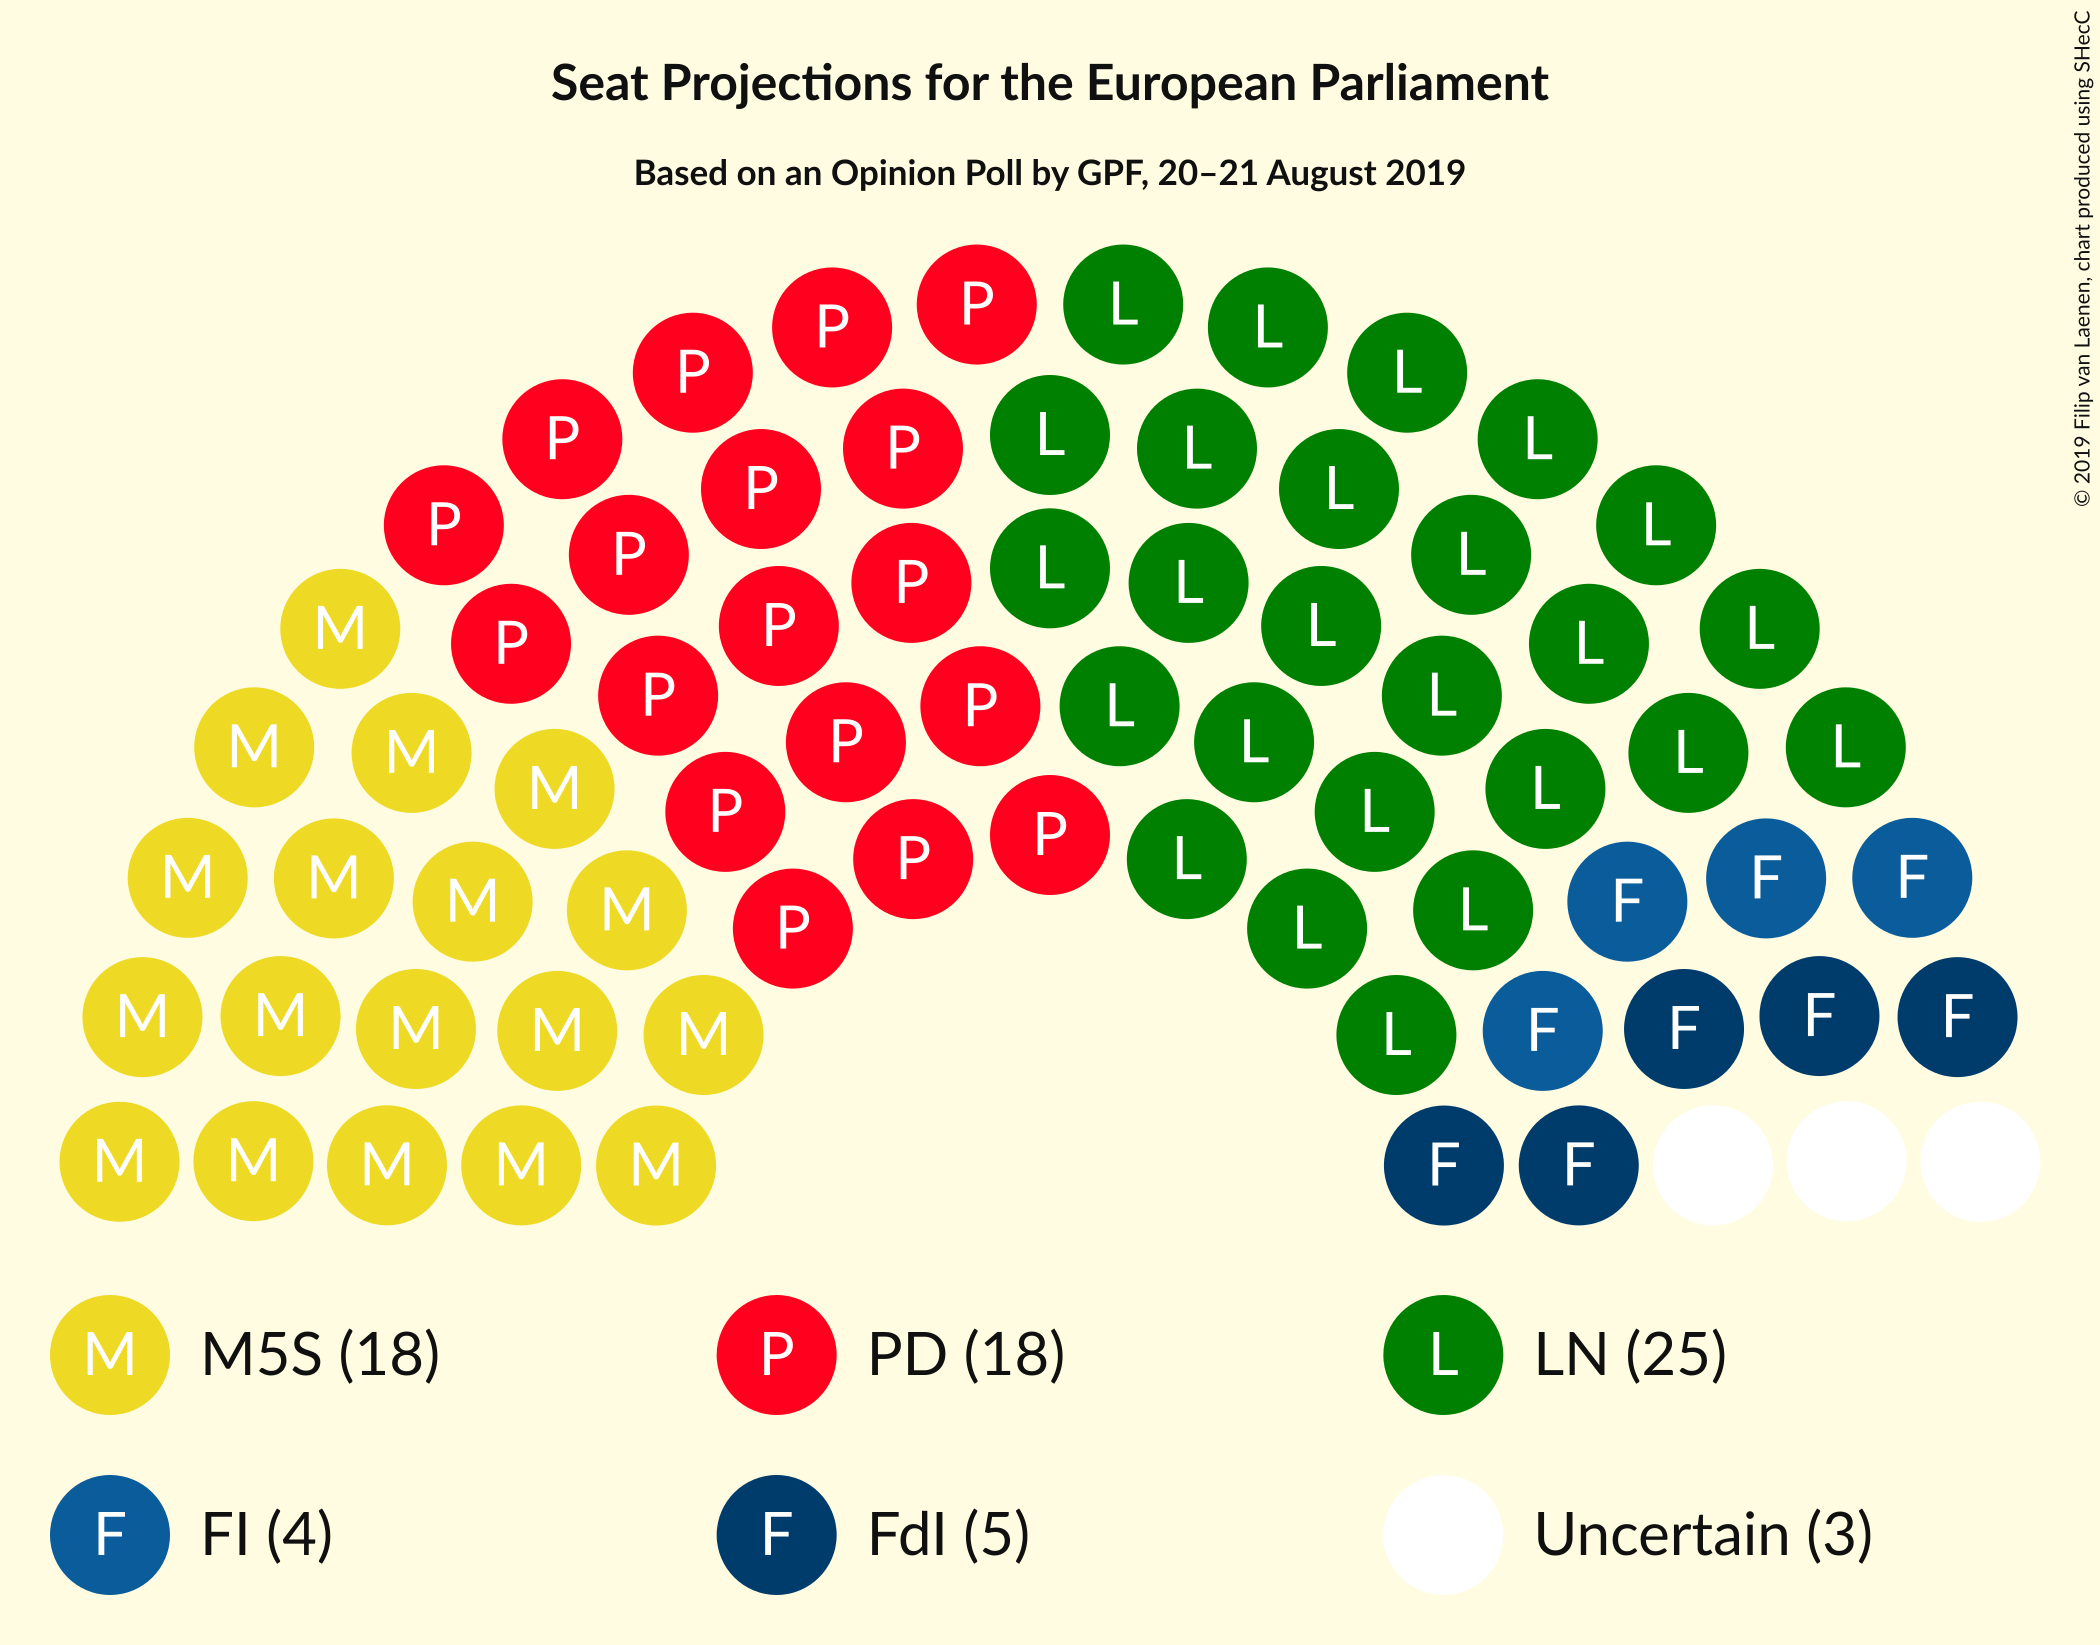 Seat Projections for the European Parliament
Based on an Opinion Poll by GPF, 20–21 August 2019
© 2019 Filip van Laenen, chart produced using SHecC
P P L L
P L
P P L L L
P P L L
P P P L L L
M P P L L L
M M P P L L L L
M P L L
M M M M P P P L L L F F F
M M M M M L F F F F
M M M M M F F
M M5S (18) P PD (18) L LN (25)
F FI (4) F FdI (5) Uncertain (3)